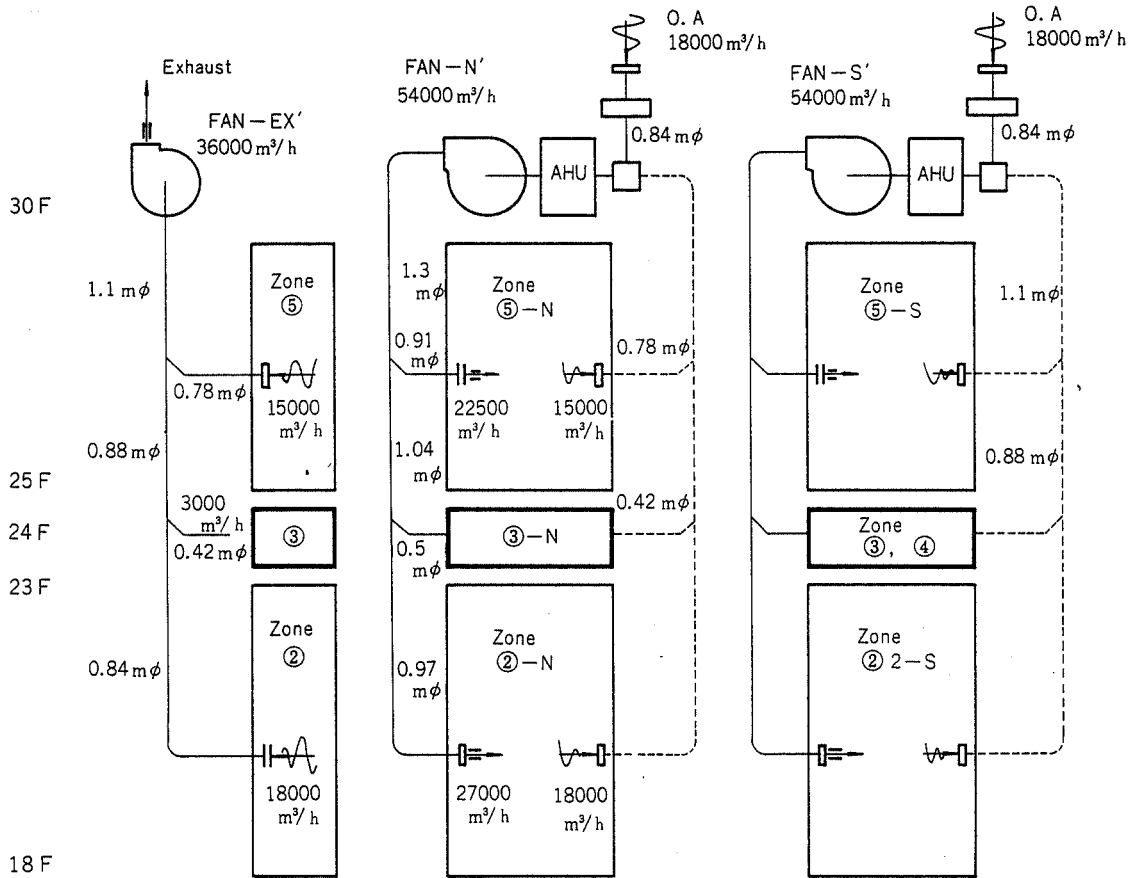 O. A
18000 m³/h
O. A
18000 m³/h
Exhaust
FAN－EX′
36000 m³/h
FAN－N′
54000 m³/h
0.84 mφ
FAN－S′
54000 m³/h
0.84 mφ
AHU
AHU
30 F
1.1 mφ
Zone
⑤
0.78 mφ
15000
m³/h
0.88 mφ
1.3
mφ
0.91
mφ
Zone
⑤－N
0.78 mφ
22500
m³/h
15000
m³/h
1.04
mφ
Zone
⑤－S
1.1 mφ
0.88 mφ
25 F
3000
m³/h
0.42 mφ
24 F
③
0.5
mφ
③－N
0.42 mφ
Zone
③, ④
23 F
0.84 mφ
Zone
②
18000
m³/h
0.97
mφ
Zone
②－N
27000
m³/h
18000
m³/h
Zone
② 2－S
18 F